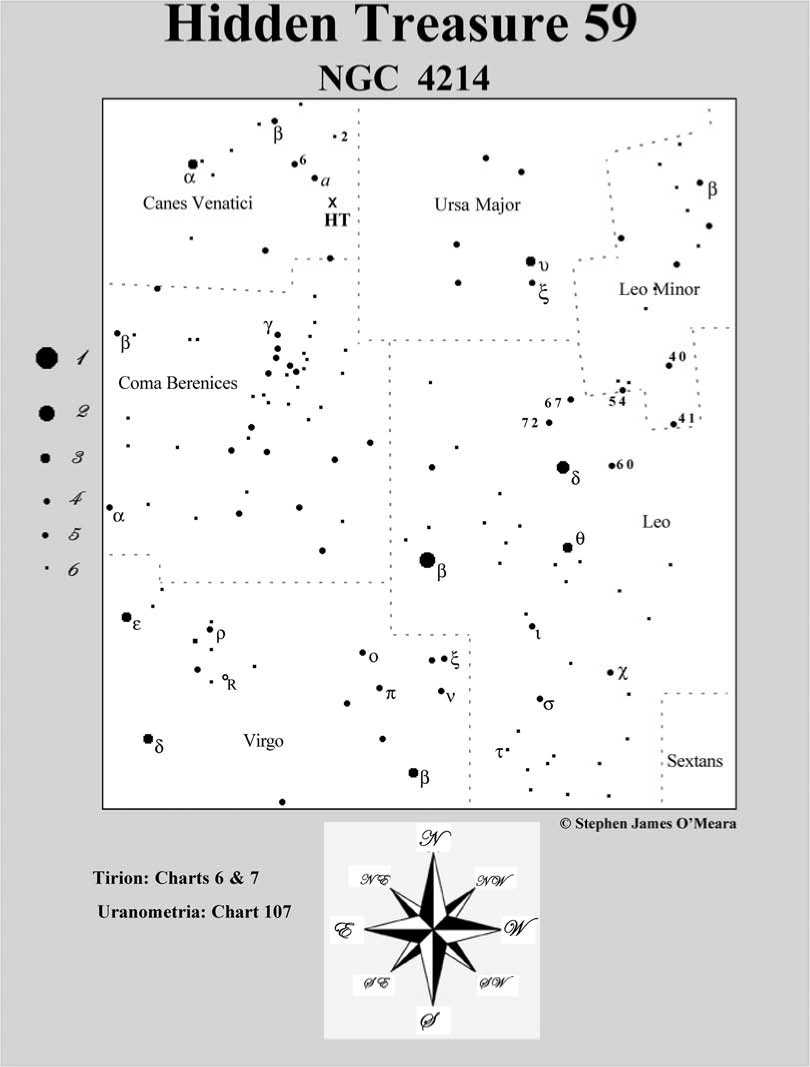 Hidden Treasure 59
NGC 4214
β
2
α
6
a
Canes Venatici
X
HT
Ursa Major
β
υ
ξ
Leo Minor
γ
β
Coma Berenices
40
67
54
72
41
1
2
3
4
5
6
δ
60
α
Leo
θ
β
ε
ρ
ι
ο
ξ
χ
R
π
ν
σ
δ
Virgo
τ
β
Sextans
© Stephen James O’Meara
Tirion: Charts 6 & 7
Uranometria: Chart 107
N
NE
NW
E
W
SE
SW
S